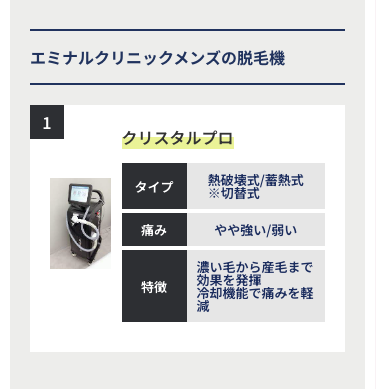 エミナルクリニックメンズの脱毛機
1
クリスタルプロ
タイプ
熱破壊式/蓄熱式
※切替式
痛み
やや強い/弱い
特徴
濃い毛から産毛まで
効果を発揮
冷却機能で痛みを軽
減